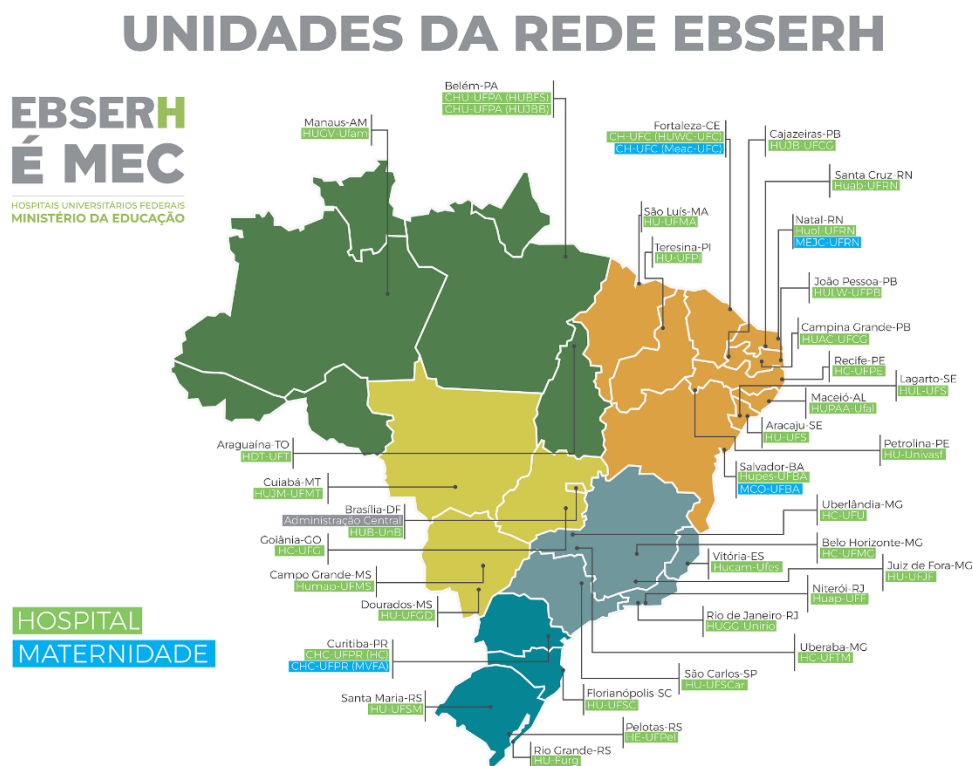 UNIDADES DA REDE EBSERH
EBSERH
É MEC
HOSPITAIS UNIVERSITÁRIOS FEDERAIS
MINISTÉRIO DA EDUCAÇÃO
Manaus-AM
HUGV-Ufam
Belém-PA
CHU-UFPA (HUBFS)
CHU-UFPA (HUJBB)
Fortaleza-CE
CH-UFC (HUWC-UFC)
CH-UFC (Meac-UFC)
Cajazeiras-PB
HUJB-UFCG
Santa Cruz-RN
Huab-UFRN
São Luís-MA
HU-UFMA
Natal-RN
Huol-UFRN
MEJC-UFRN
Teresina-PI
HU-UFPI
João Pessoa-PB
HULW-UFPB
Campina Grande-PB
HUAC-UFCG
Recife-PE
HC-UFPE
Lagarto-SE
HUL-UFS
Maceió-AL
HUPAA-Ufal
Aracaju-SE
HU-UFS
Petrolina-PE
HU-Univasf
Araguaína-TO
HDT-UFT
Salvador-BA
Hupes-UFBA
MCO-UFBA
Cuiabá-MT
HUJM-UFMT
Brasília-DF
Administração Central
HUB-UnB
Uberlândia-MG
HC-UFU
Goiânia-GO
HC-UFG
Belo Horizonte-MG
HC-UFMG
Vitória-ES
Hucam-Ufes
Juiz de Fora-MG
HU-UFJF
Campo Grande-MS
Humap-UFMS
Niterói-RJ
Huap-UFF
Dourados-MS
HU-UFGD
Rio de Janeiro-RJ
HUGG Unirio
HOSPITAL
MATERNIDADE
Curitiba-PR
CHC-UFPR (HC)
CHC-UFPR (MVFA)
Uberaba-MG
HC-UFTM
São Carlos-SP
HU-UFSCar
Santa Maria-RS
HU-UFSM
Florianópolis-SC
HU-UFSC
Pelotas-RS
HE-UFPel
Rio Grande-RS
HU-Furg